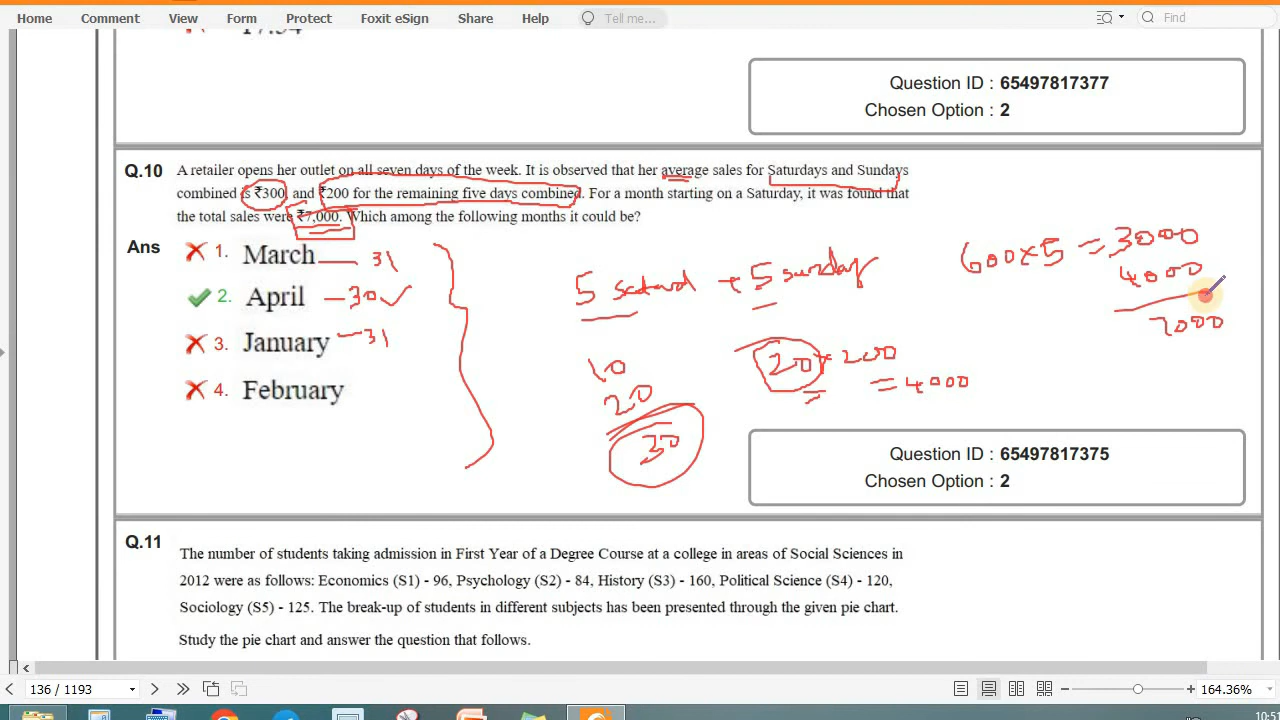 Home Comment View Form Protect Foxit eSign Share Help Tell me... Find
Question ID : 65497817377
Chosen Option : 2
Q.10 A retailer opens her outlet on all seven days of the week. It is observed that her average sales for Saturdays and Sundays
combined is ₹300, and ₹200 for the remaining five days combined. For a month starting on a Saturday, it was found that
the total sales were ₹7,000. Which among the following months it could be?
Ans 1. March 31
2. April 30
3. January 31
4. February
5 saturd + 5 sunday
600×5 = 3000
4000
7000
20 × 200
= 4000
10
20
30
Question ID : 65497817375
Chosen Option : 2
Q.11 The number of students taking admission in First Year of a Degree Course at a college in areas of Social Sciences in
2012 were as follows: Economics (S1) - 96, Psychology (S2) - 84, History (S3) - 160, Political Science (S4) - 120,
Sociology (S5) - 125. The break-up of students in different subjects has been presented through the given pie chart.
Study the pie chart and answer the question that follows.
136 / 1193 164.36%